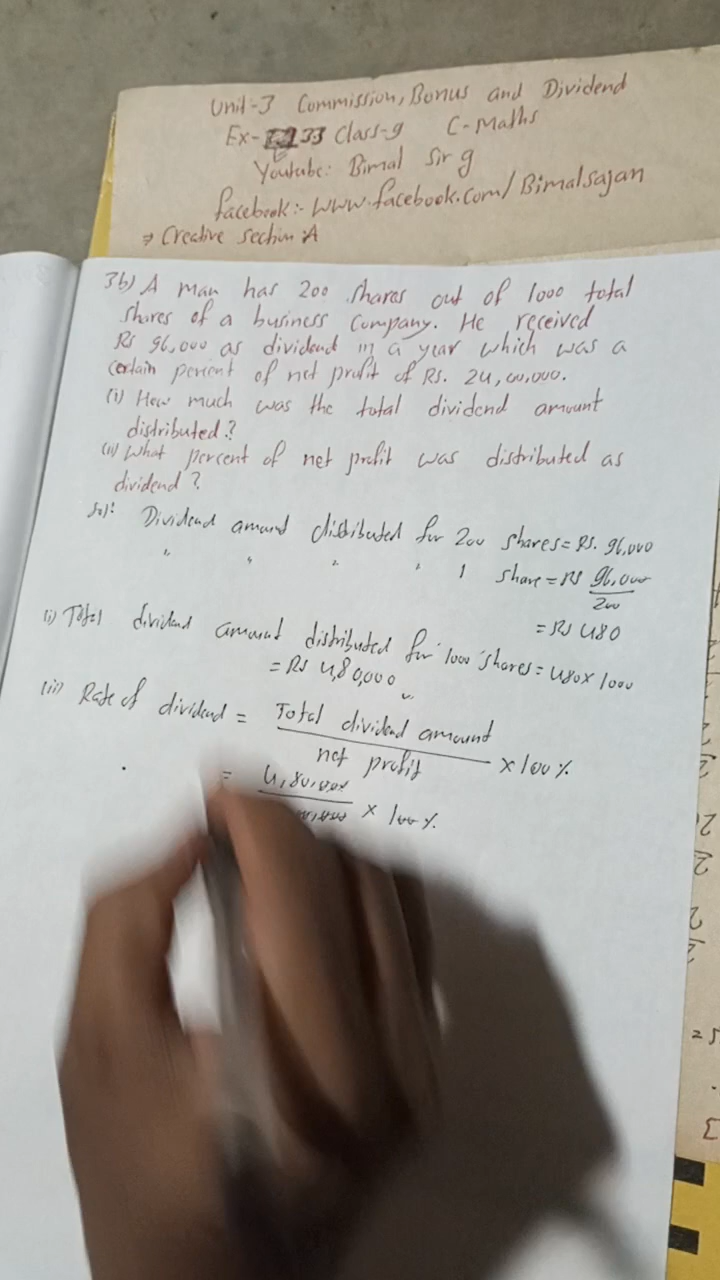 Unit-3 Commission, Bonus and Dividend
Ex- 33 Class-9 C-Maths
Youtube: Bimal Sir g
facebook:- www.facebook.com/Bimalsajan
⇒ Creative Section :A
3b) A man has 200 shares out of 1000 total
shares of a business Company. He received
Rs 96,000 as dividend in a year which was a
certain percent of net profit of Rs. 24,00,000.
(i) How much was the total dividend amount
distributed?
(ii) What percent of net profit was distributed as
dividend?
Sol: Dividend amount distributed for 200 shares = Rs. 96,000
" " " " 1 share = Rs 96,000
200
= Rs 480
(i) Total dividend amount distributed for 1000 shares = 480 x 1000
= Rs 4,80,000
(ii) Rate of dividend = Total dividend amount
net profit x 100%
= 4,80,000
x 100%